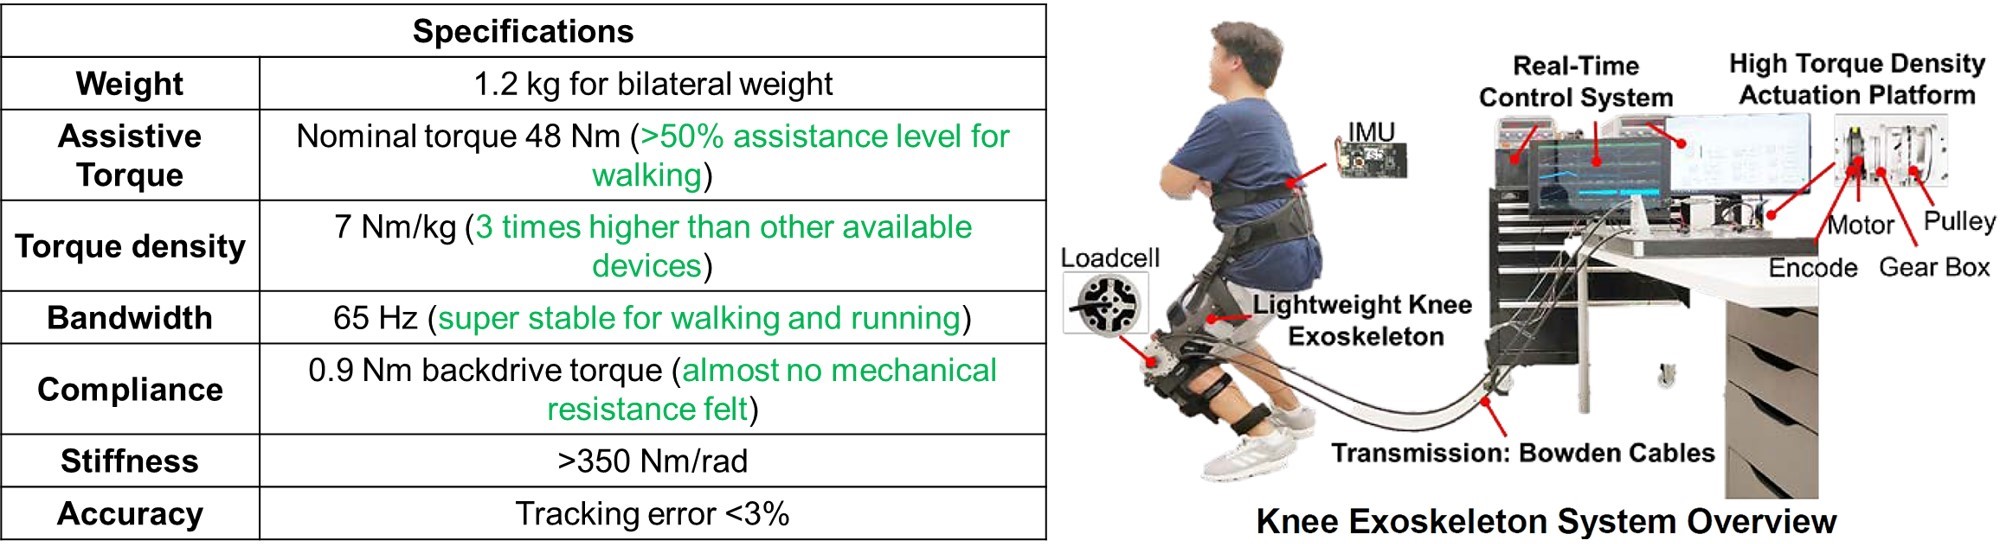 Specifications
Weight
1.2 kg for bilateral weight
Assistive
Torque
Nominal torque 48 Nm (>50% assistance level for
walking)
Torque density
7 Nm/kg (3 times higher than other available
devices)
Bandwidth
65 Hz (super stable for walking and running)
Compliance
0.9 Nm backdrive torque (almost no mechanical
resistance felt)
Stiffness
>350 Nm/rad
Accuracy
Tracking error <3%
Real-Time
Control System
High Torque Density
Actuation Platform
IMU
Motor
Pulley
Encode
Gear Box
Loadcell
Lightweight Knee
Exoskeleton
Transmission: Bowden Cables
Knee Exoskeleton System Overview